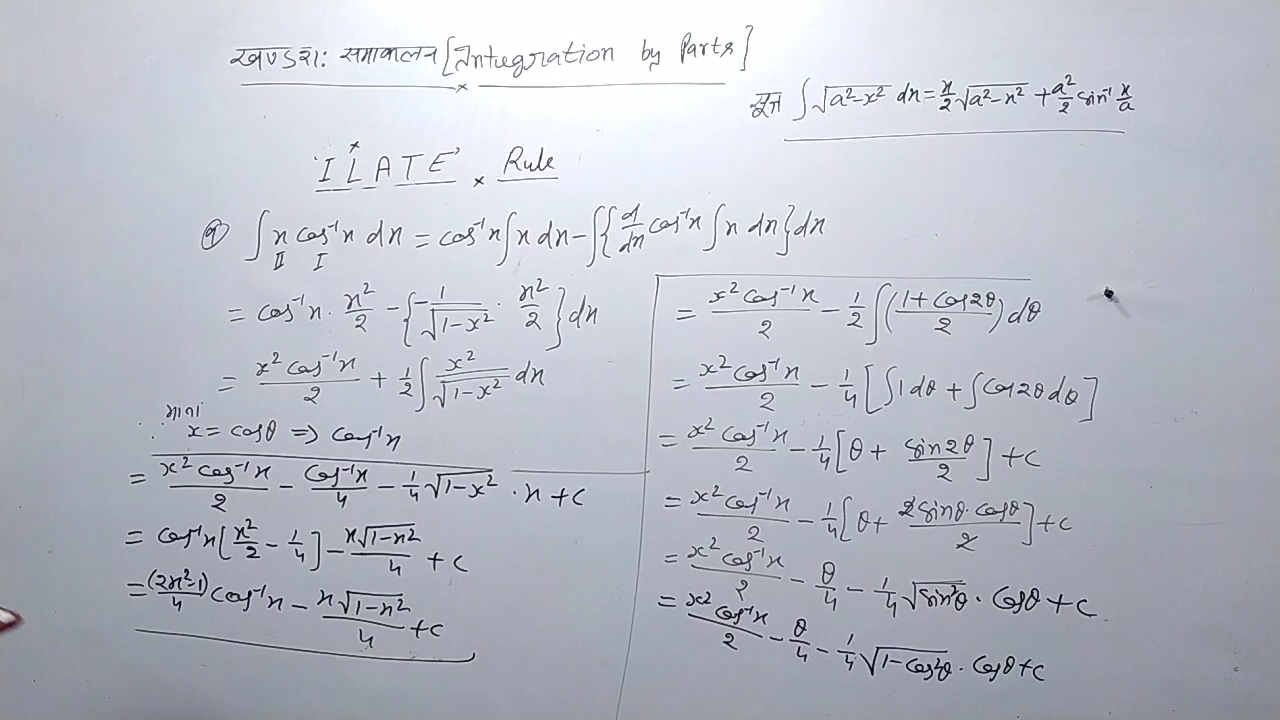 खण्डशः समाकलन [Integration by Parts]
सूत्र ∫√(a²-x²) dx = x/2 √(a²-x²) + a²/2 sin⁻¹ x/a
'ILATE' Rule
Q) ∫ x cos⁻¹x dx = cos⁻¹x ∫ x dx - ∫{d/dx cos⁻¹x ∫ x dx} dx
II I
= cos⁻¹x · x²/2 - {-1/√(1-x²) · x²/2} dx
= x² cos⁻¹x/2 + 1/2 ∫ x²/√(1-x²) dx
माना
∵ x = cosθ ⇒ cos⁻¹x
= x² cos⁻¹x/2 - 1/2 ∫((1 + cos2θ)/2) dθ
= x² cos⁻¹x/2 - 1/4 [∫1 dθ + ∫cos2θ dθ]
= x² cos⁻¹x/2 - 1/4 [θ + sin2θ/2] + c
= x² cos⁻¹x/2 - 1/4 [θ + 2sinθ·cosθ/2] + c
= x² cos⁻¹x/2 - θ/4 - 1/4 √(sin²θ) · cosθ + c
= x² cos⁻¹x/2 - θ/4 - 1/4 √(1-cos²θ) · cosθ + c
= x² cos⁻¹x/2 - cos⁻¹x/4 - 1/4 √(1-x²) · x + c
= cos⁻¹x [x²/2 - 1/4] - x√(1-x²)/4 + c
= (2x²-1)/4 cos⁻¹x - x√(1-x²)/4 + c